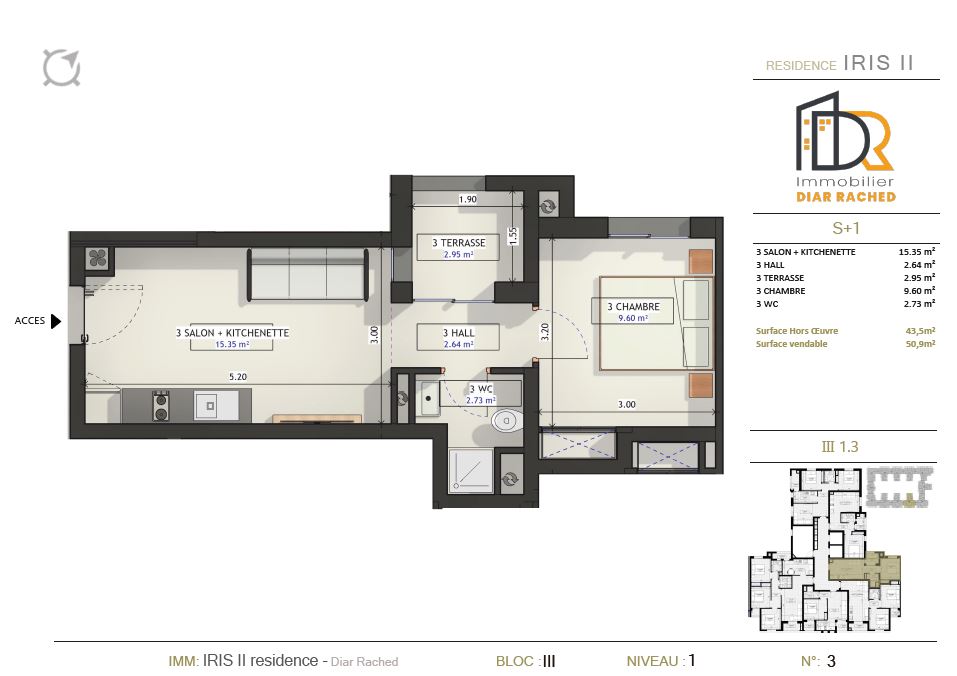 RESIDENCE IRIS II
DR
Immobilier
DIAR RACHED
S+1
3 SALON + KITCHENETTE 15.35 m²
3 HALL 2.64 m²
3 TERRASSE 2.95 m²
3 CHAMBRE 9.60 m²
3 WC 2.73 m²
Surface Hors Œuvre 43,5m²
Surface vendable 50,9m²
III 1.3
1.90
1.55
3 TERRASSE
2.95 m²
3 CHAMBRE
9.60 m²
ACCES
3 SALON + KITCHENETTE
15.35 m²
3.00
3 HALL
2.64 m²
3.20
5.20
3 WC
2.73 m²
3.00
IMM: IRIS II residence - Diar Rached
BLOC : III
NIVEAU : 1
N°: 3